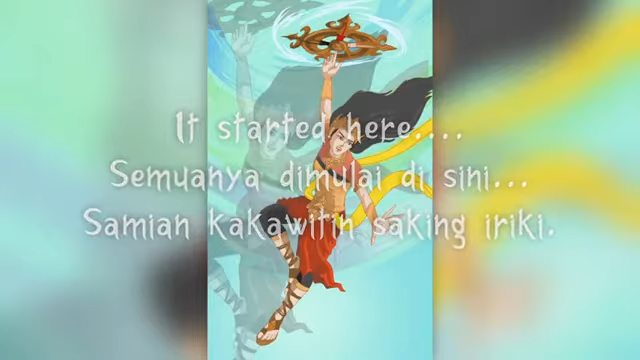 It started here....
Semuanya dimulai di sini...
Samian kakawitin saking iriki.